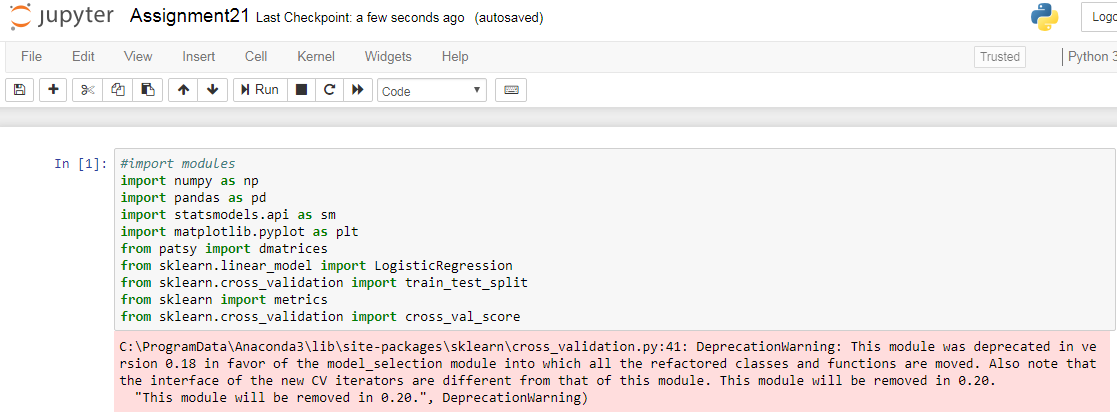 jupyter Assignment21 Last Checkpoint: a few seconds ago (autosaved)
File Edit View Insert Cell Kernel Widgets Help Trusted Python 3
Run Code
In [1]: #import modules
import numpy as np
import pandas as pd
import statsmodels.api as sm
import matplotlib.pyplot as plt
from patsy import dmatrices
from sklearn.linear_model import LogisticRegression
from sklearn.cross_validation import train_test_split
from sklearn import metrics
from sklearn.cross_validation import cross_val_score
C:\ProgramData\Anaconda3\lib\site-packages\sklearn\cross_validation.py:41: DeprecationWarning: This module was deprecated in ve
rsion 0.18 in favor of the model_selection module into which all the refactored classes and functions are moved. Also note that
the interface of the new CV iterators are different from that of this module. This module will be removed in 0.20.
"This module will be removed in 0.20.", DeprecationWarning)